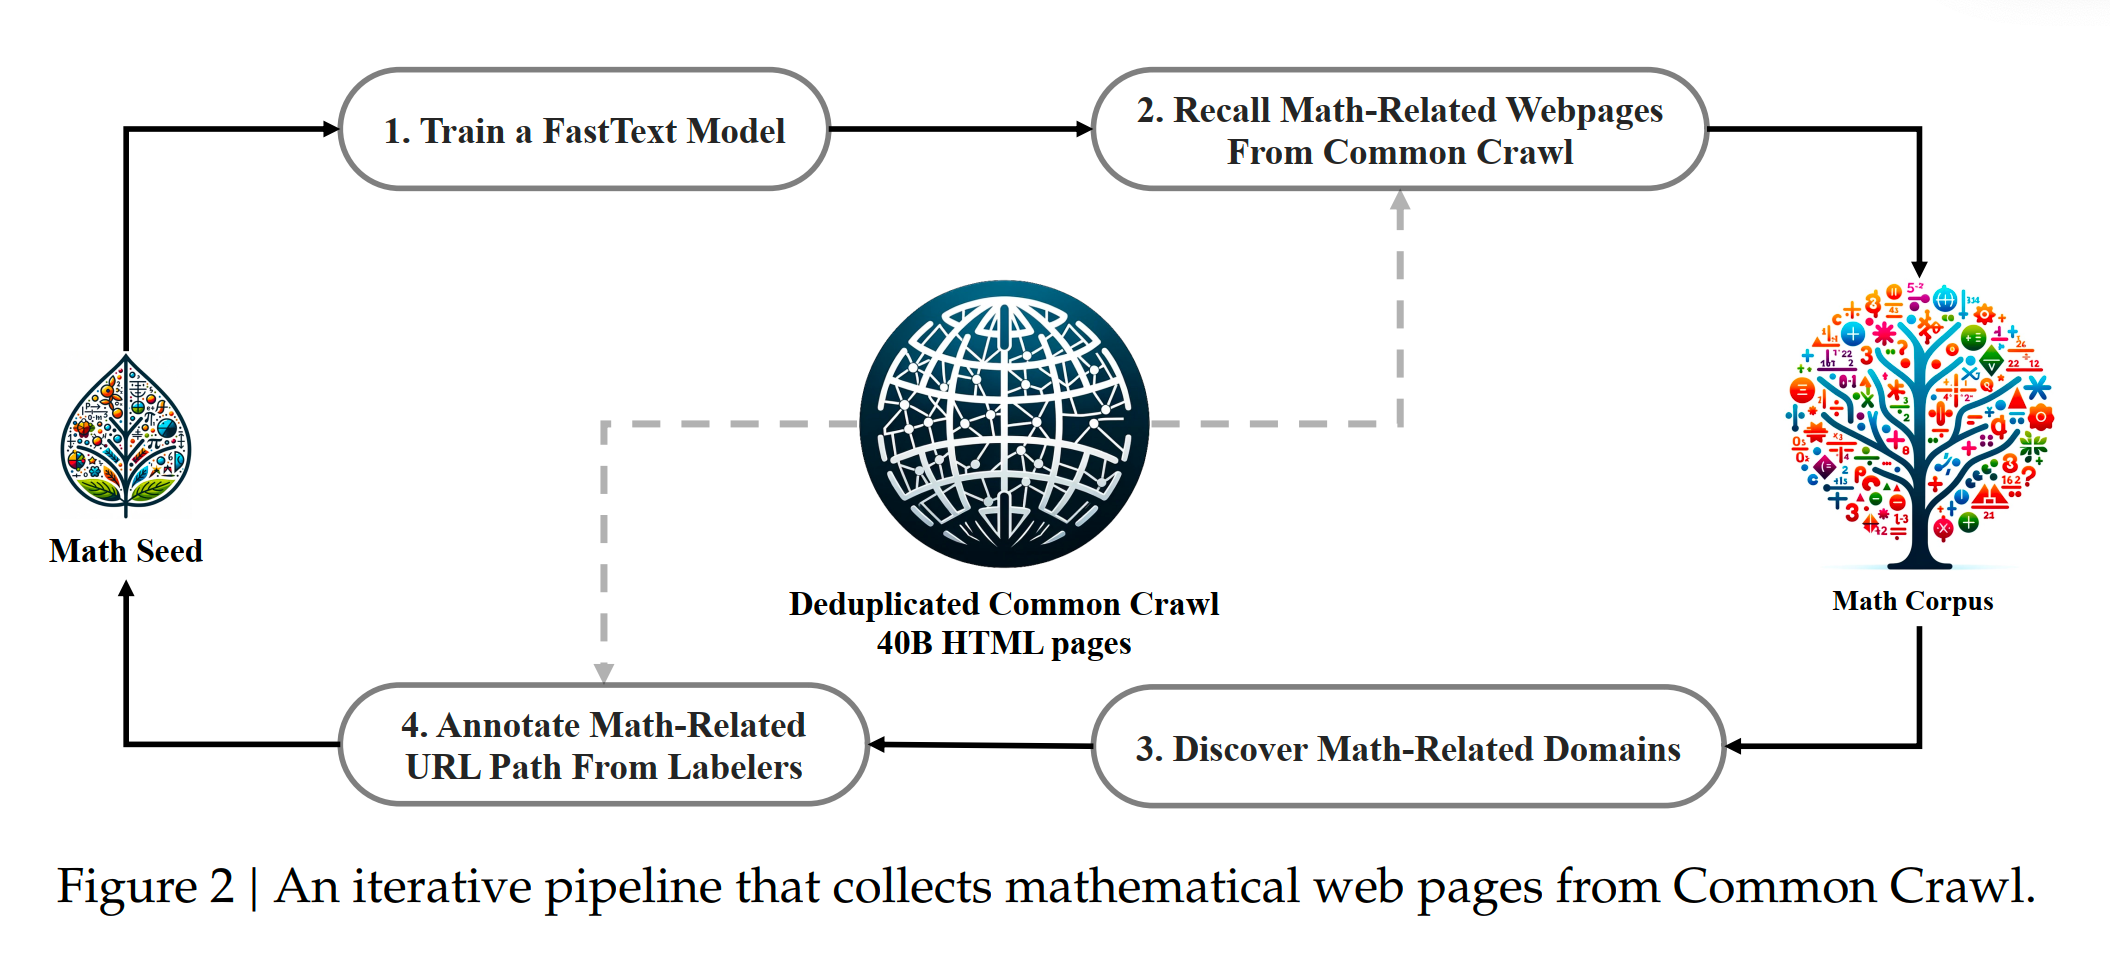 1. Train a FastText Model
2. Recall Math-Related Webpages
From Common Crawl
Math Seed
Deduplicated Common Crawl
40B HTML pages
Math Corpus
4. Annotate Math-Related
URL Path From Labelers
3. Discover Math-Related Domains
Figure 2 | An iterative pipeline that collects mathematical web pages from Common Crawl.